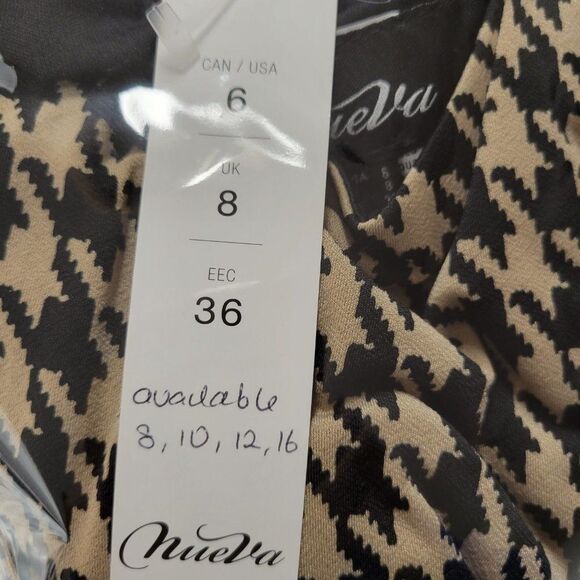 CAN / USA
6
UK
8
EEC
36
available
8, 10, 12, 16
nueva
nueva